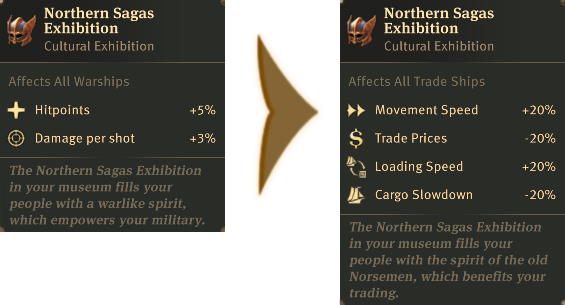 Northern Sagas
Exhibition
Cultural Exhibition
Affects All Warships
Hitpoints +5%
Damage per shot +3%
The Northern Sagas Exhibition
in your museum fills your
people with a warlike spirit,
which empowers your military.
Northern Sagas
Exhibition
Cultural Exhibition
Affects All Trade Ships
Movement Speed +20%
Trade Prices -20%
Loading Speed +20%
Cargo Slowdown -20%
The Northern Sagas Exhibition
in your museum fills your
people with the spirit of the old
Norsemen, which benefits your
trading.